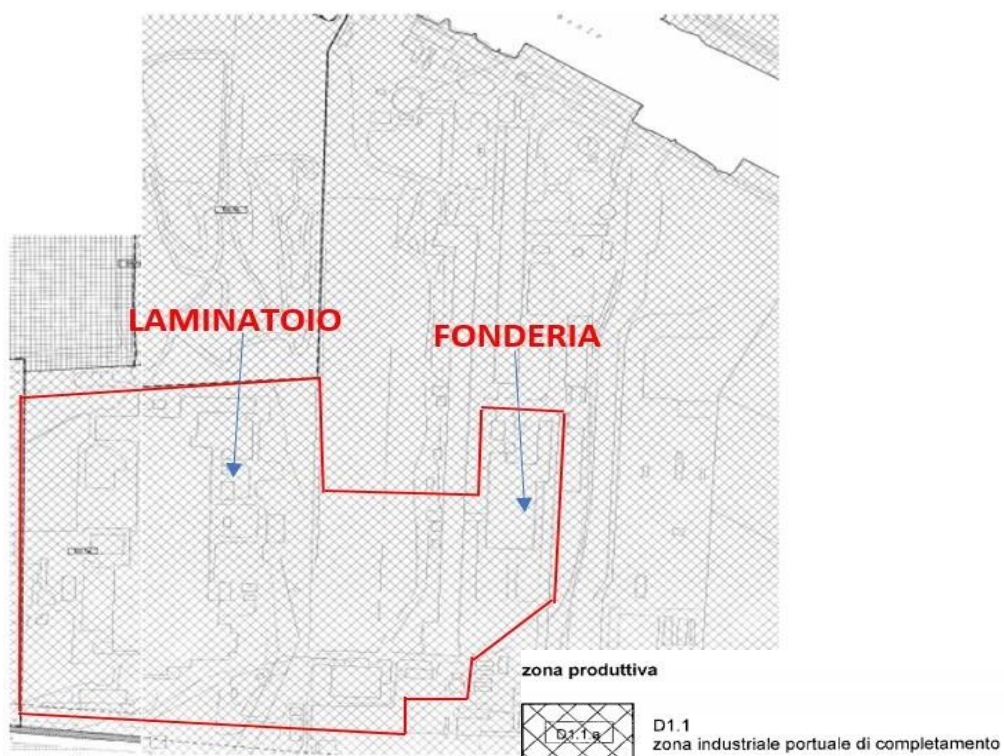 LAMINATOIO
FONDERIA
zona produttiva
D1.1.a
D1.1
zona industriale portuale di completamento